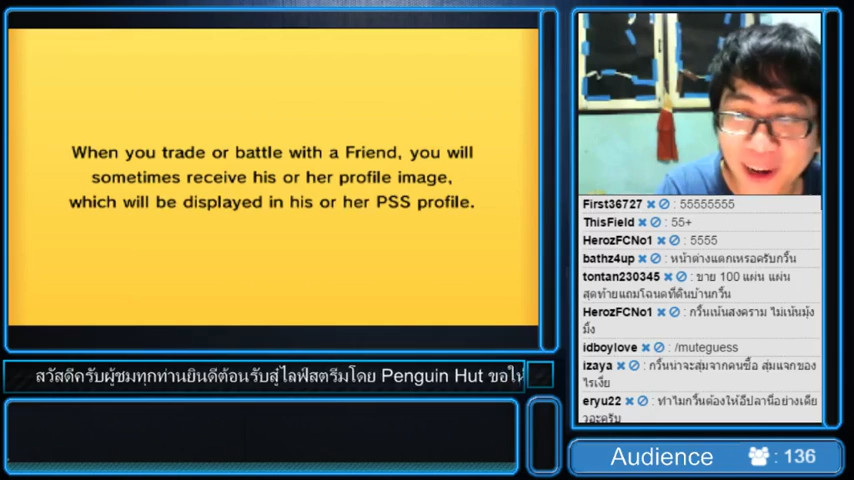 When you trade or battle with a Friend, you will
sometimes receive his or her profile image,
which will be displayed in his or her PSS profile.
First36727 : 55555555
ThisField : 55+
HerozFCNo1 : 5555
bathz4up : หน้าต่างแตกเหรอครับกวิ้น
tontan230345 : ขาย 100 แผ่น แผ่น
สุดท้ายแถมโฉนดที่ดินบ้านกวิ้น
HerozFCNo1 : กวิ้นเน้นสงคราม ไม่เน้นมุ้ง
มิ้ง
idboylove : /muteguess
izaya : กวิ้นน่าจะสุ่มจากคนซื้อ สุ่มแจกของ
ไรเงี้ย
eryu22 : ทำไมกวิ้นต้องให้อีปลานี่อย่างเดีย
วอะครับ
สวัสดีครับผู้ชมทุกท่านยินดีต้อนรับสู่ไลฟ์สตรีมโดย Penguin Hut ขอให้
Audience : 136